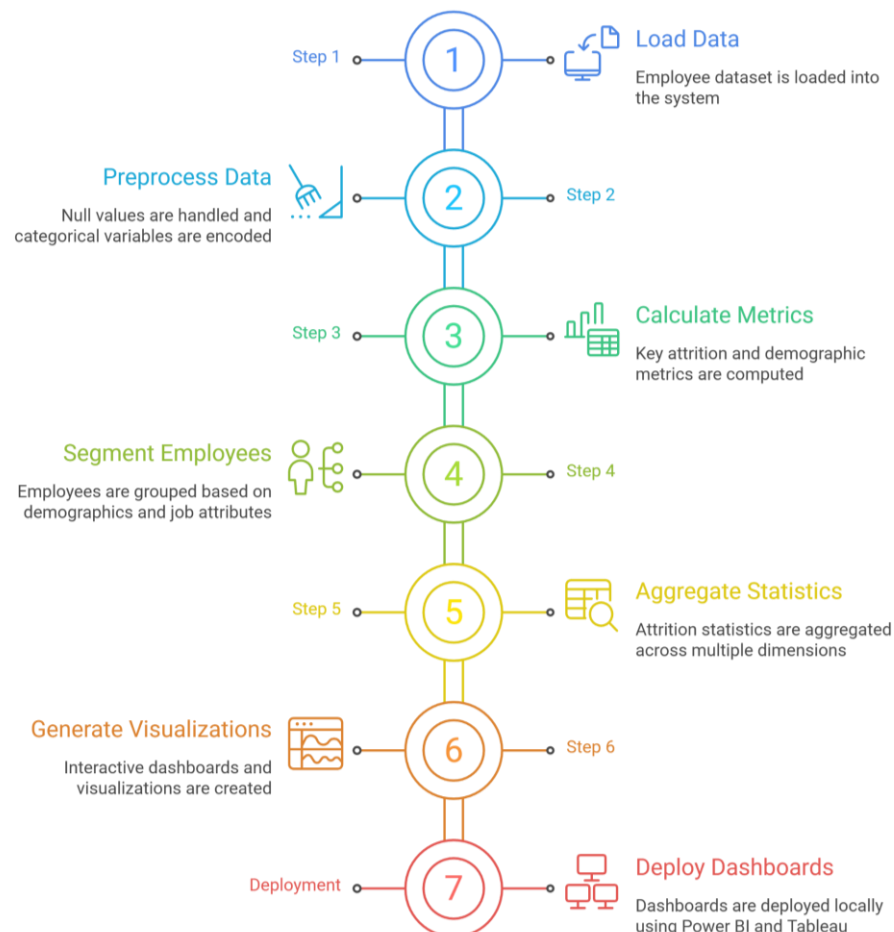 Step 1
1
Load Data
Employee dataset is loaded into
the system
Preprocess Data
Null values are handled and
categorical variables are encoded
2
Step 2
Step 3
3
Calculate Metrics
Key attrition and demographic
metrics are computed
Segment Employees
Employees are grouped based on
demographics and job attributes
4
Step 4
Step 5
5
Aggregate Statistics
Attrition statistics are aggregated
across multiple dimensions
Generate Visualizations
Interactive dashboards and
visualizations are created
6
Step 6
Deployment
7
Deploy Dashboards
Dashboards are deployed locally
using Power BI and Tableau